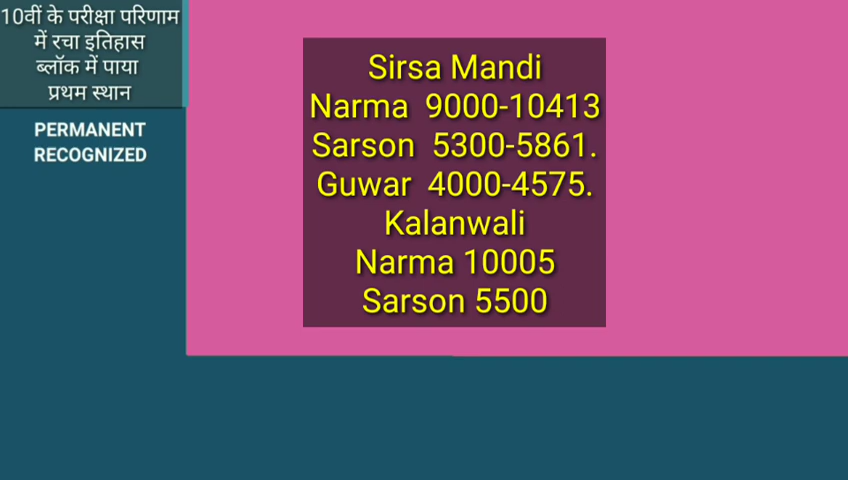 10वीं के परीक्षा परिणाम
में रचा इतिहास
ब्लॉक में पाया
प्रथम स्थान
PERMANENT
RECOGNIZED
Sirsa Mandi
Narma 9000-10413
Sarson 5300-5861.
Guwar 4000-4575.
Kalanwali
Narma 10005
Sarson 5500